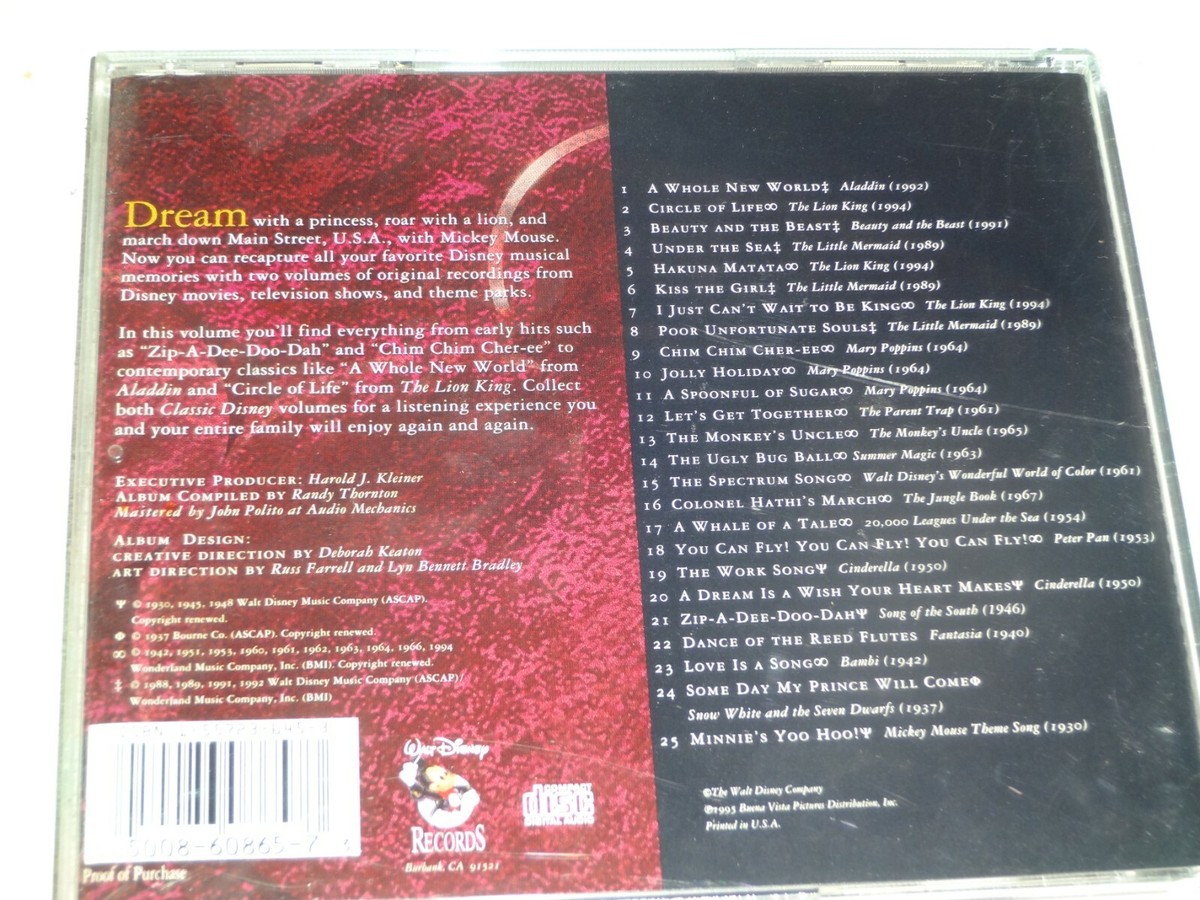 Dream with a princess, roar with a lion, and
march down Main Street, U.S.A., with Mickey Mouse.
Now you can recapture all your favorite Disney musical
memories with two volumes of original recordings from
Disney movies, television shows, and theme parks.
In this volume you'll find everything from early hits such
as “Zip-A-Dee-Doo-Dah” and “Chim Chim Cher-ee” to
contemporary classics like “A Whole New World” from
Aladdin and “Circle of Life” from The Lion King. Collect
both Classic Disney volumes for a listening experience you
and your entire family will enjoy again and again.
Executive Producer: Harold J. Kleiner
Album Compiled by Randy Thornton
Mastered by John Polito at Audio Mechanics
Album Design:
Creative Direction by Deborah Keaton
Art Direction by Russ Farrell and Lyn Bennett Bradley
Ψ © 1930, 1945, 1948 Walt Disney Music Company (ASCAP).
Copyright renewed.
Φ © 1937 Bourne Co. (ASCAP). Copyright renewed.
∞ © 1942, 1951, 1953, 1960, 1961, 1962, 1963, 1964, 1966, 1994
Wonderland Music Company, Inc. (BMI). Copyright renewed.
‡ © 1988, 1989, 1991, 1992 Walt Disney Music Company (ASCAP)/
Wonderland Music Company, Inc. (BMI)
5008-60865-7
Proof of Purchase
Walt Disney
Records
Burbank, CA 91521
COMPACT
disc
DIGITAL AUDIO
1 A Whole New World‡ Aladdin (1992)
2 Circle of Life∞ The Lion King (1994)
3 Beauty and the Beast‡ Beauty and the Beast (1991)
4 Under the Sea‡ The Little Mermaid (1989)
5 Hakuna Matata∞ The Lion King (1994)
6 Kiss the Girl‡ The Little Mermaid (1989)
7 I Just Can't Wait to Be King∞ The Lion King (1994)
8 Poor Unfortunate Souls‡ The Little Mermaid (1989)
9 Chim Chim Cher-ee∞ Mary Poppins (1964)
10 Jolly Holiday∞ Mary Poppins (1964)
11 A Spoonful of Sugar∞ Mary Poppins (1964)
12 Let's Get Together∞ The Parent Trap (1961)
13 The Monkey's Uncle∞ The Monkey's Uncle (1965)
14 The Ugly Bug Ball∞ Summer Magic (1963)
15 The Spectrum Song∞ Walt Disney's Wonderful World of Color (1961)
16 Colonel Hathi's March∞ The Jungle Book (1967)
17 A Whale of a Tale∞ 20,000 Leagues Under the Sea (1954)
18 You Can Fly! You Can Fly! You Can Fly!∞ Peter Pan (1953)
19 The Work SongΨ Cinderella (1950)
20 A Dream Is a Wish Your Heart MakesΨ Cinderella (1950)
21 Zip-A-Dee-Doo-DahΨ Song of the South (1946)
22 Dance of the Reed Flutes Fantasia (1940)
23 Love Is a Song∞ Bambi (1942)
24 Some Day My Prince Will ComeΦ
Snow White and the Seven Dwarfs (1937)
25 Minnie's Yoo Hoo!Ψ Mickey Mouse Theme Song (1930)
©The Walt Disney Company
℗1995 Buena Vista Pictures Distribution, Inc.
Printed in U.S.A.